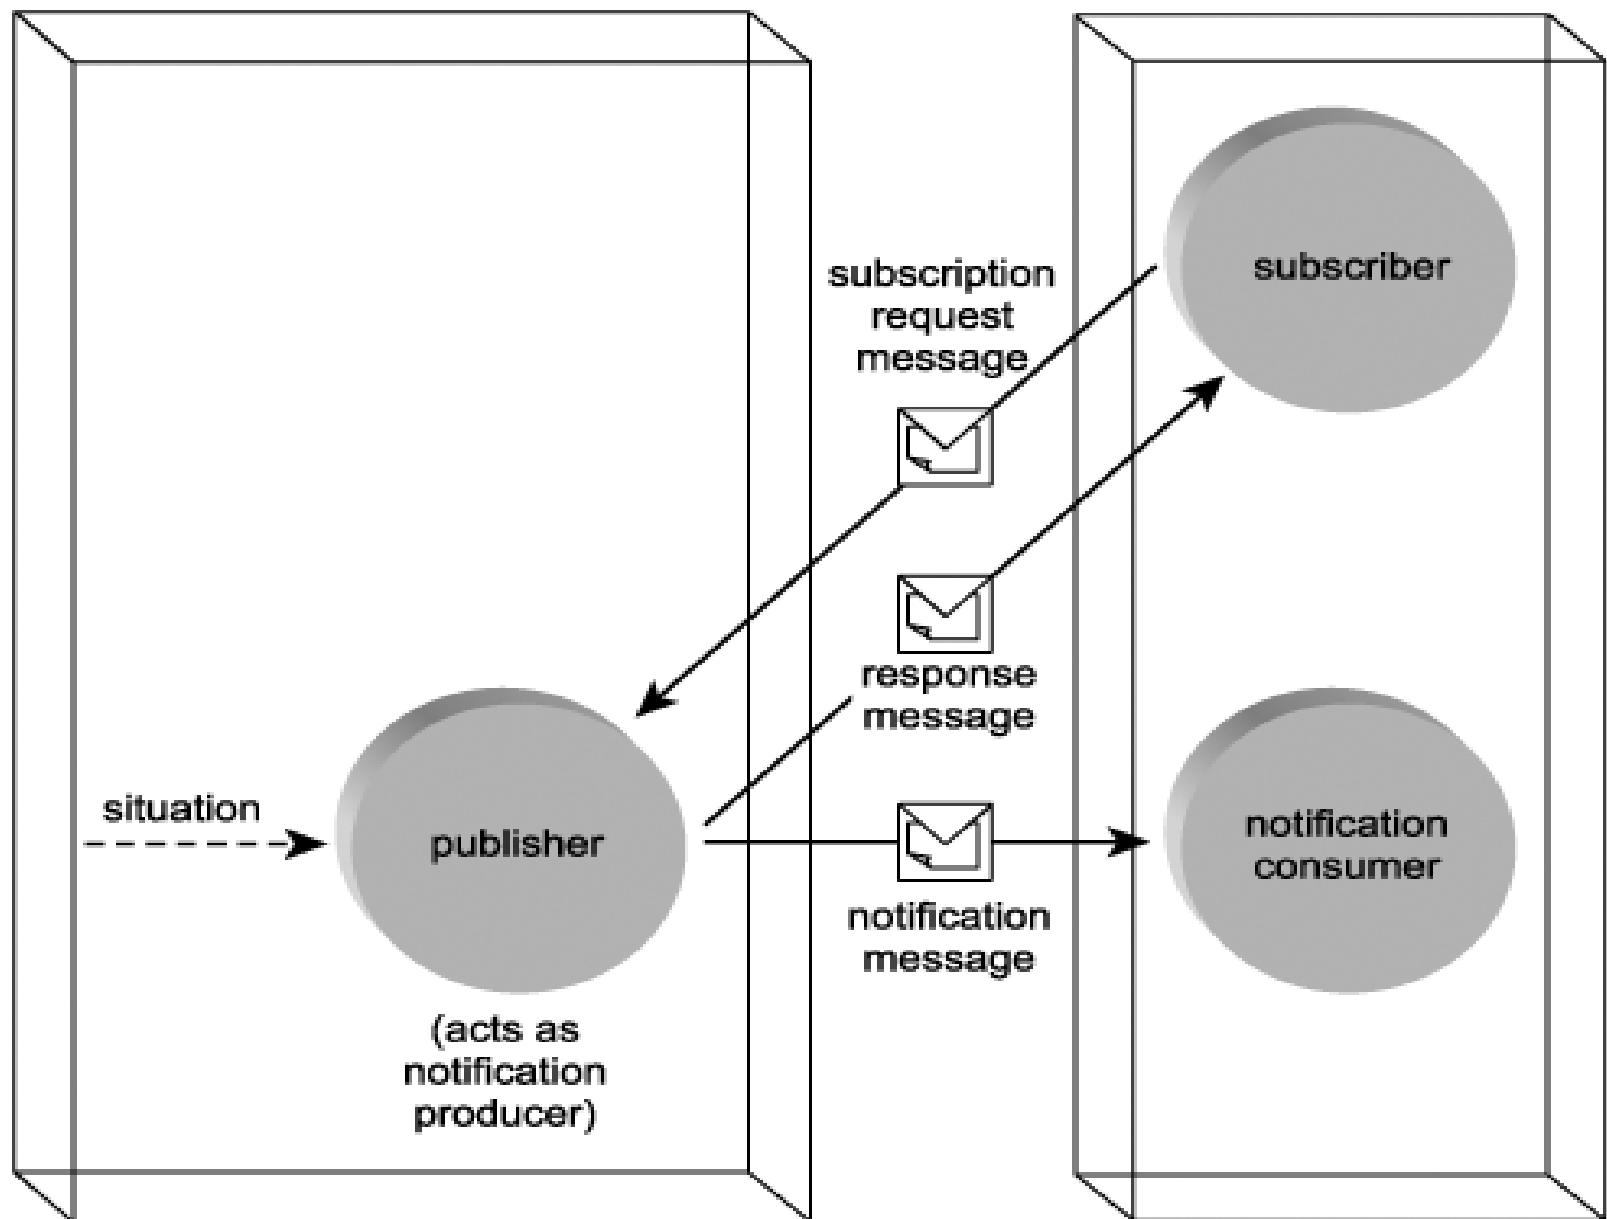 subscriber
subscription
request
message
response
message
situation
publisher
notification
consumer
notification
message
(acts as
notification
producer)